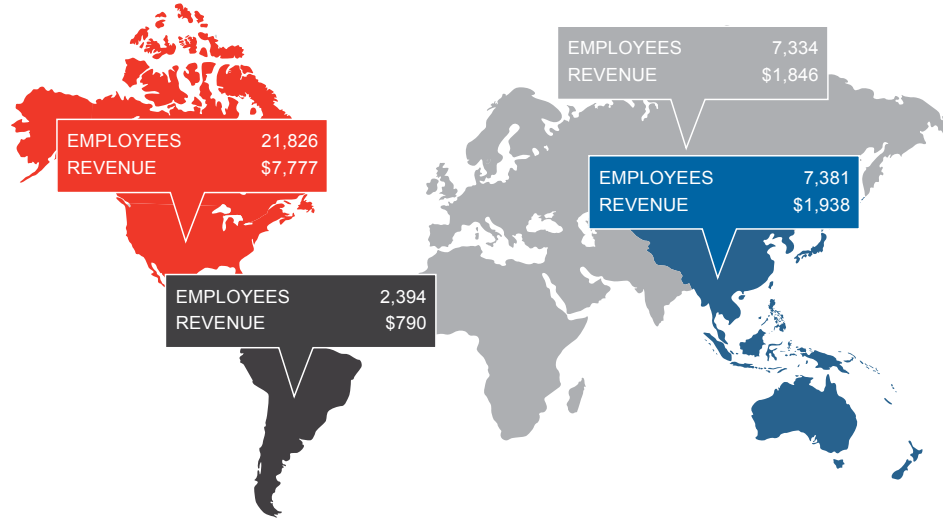 EMPLOYEES 7,334
REVENUE $1,846
EMPLOYEES 21,826
REVENUE $7,777
EMPLOYEES 7,381
REVENUE $1,938
EMPLOYEES 2,394
REVENUE $790